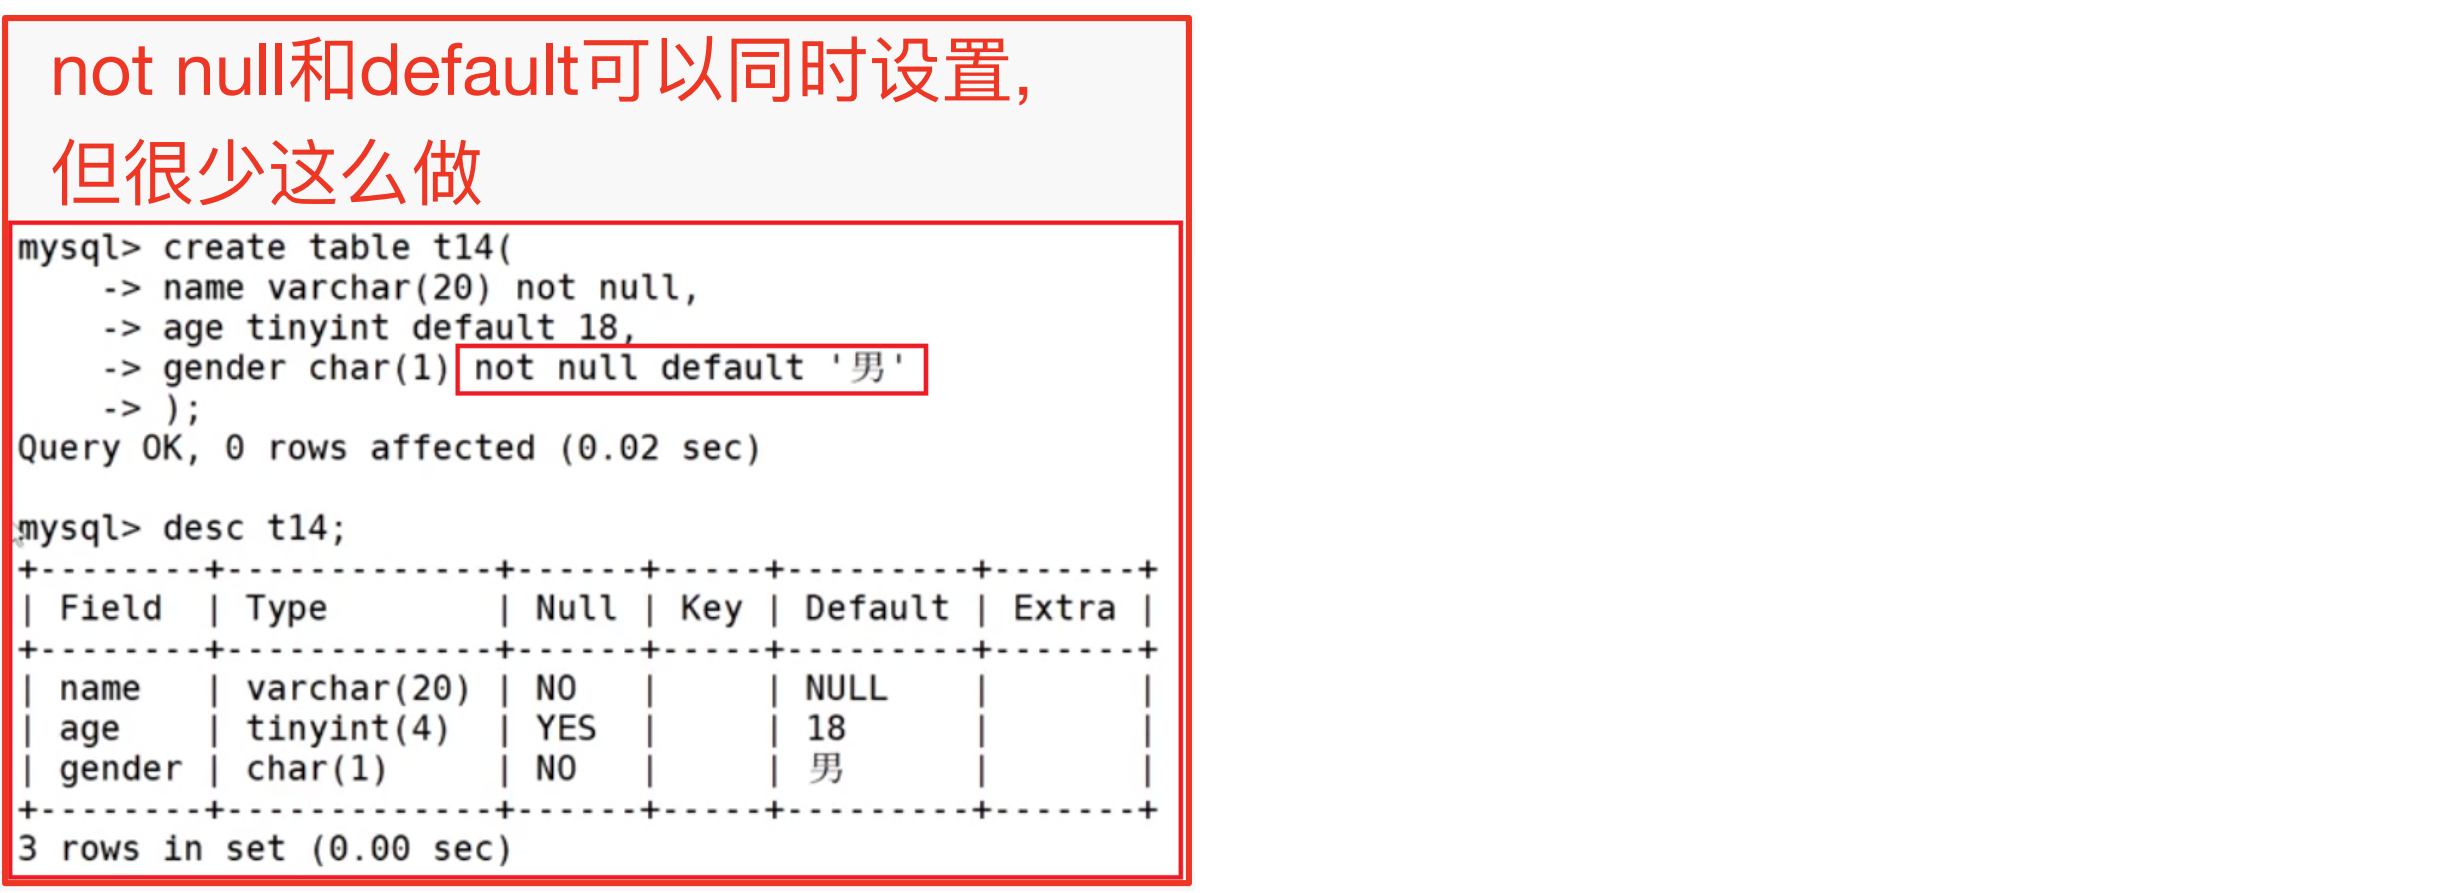 not null和default可以同时设置,
但很少这么做
mysql> create table t14(
    -> name varchar(20) not null,
    -> age tinyint default 18,
    -> gender char(1) not null default '男'
    -> );
Query OK, 0 rows affected (0.02 sec)

mysql> desc t14;
+--------+-------------+------+-----+---------+-------+
| Field  | Type        | Null | Key | Default | Extra |
+--------+-------------+------+-----+---------+-------+
| name   | varchar(20) | NO   |     | NULL    |       |
| age    | tinyint(4)  | YES  |     | 18      |       |
| gender | char(1)     | NO   |     | 男      |       |
+--------+-------------+------+-----+---------+-------+
3 rows in set (0.00 sec)